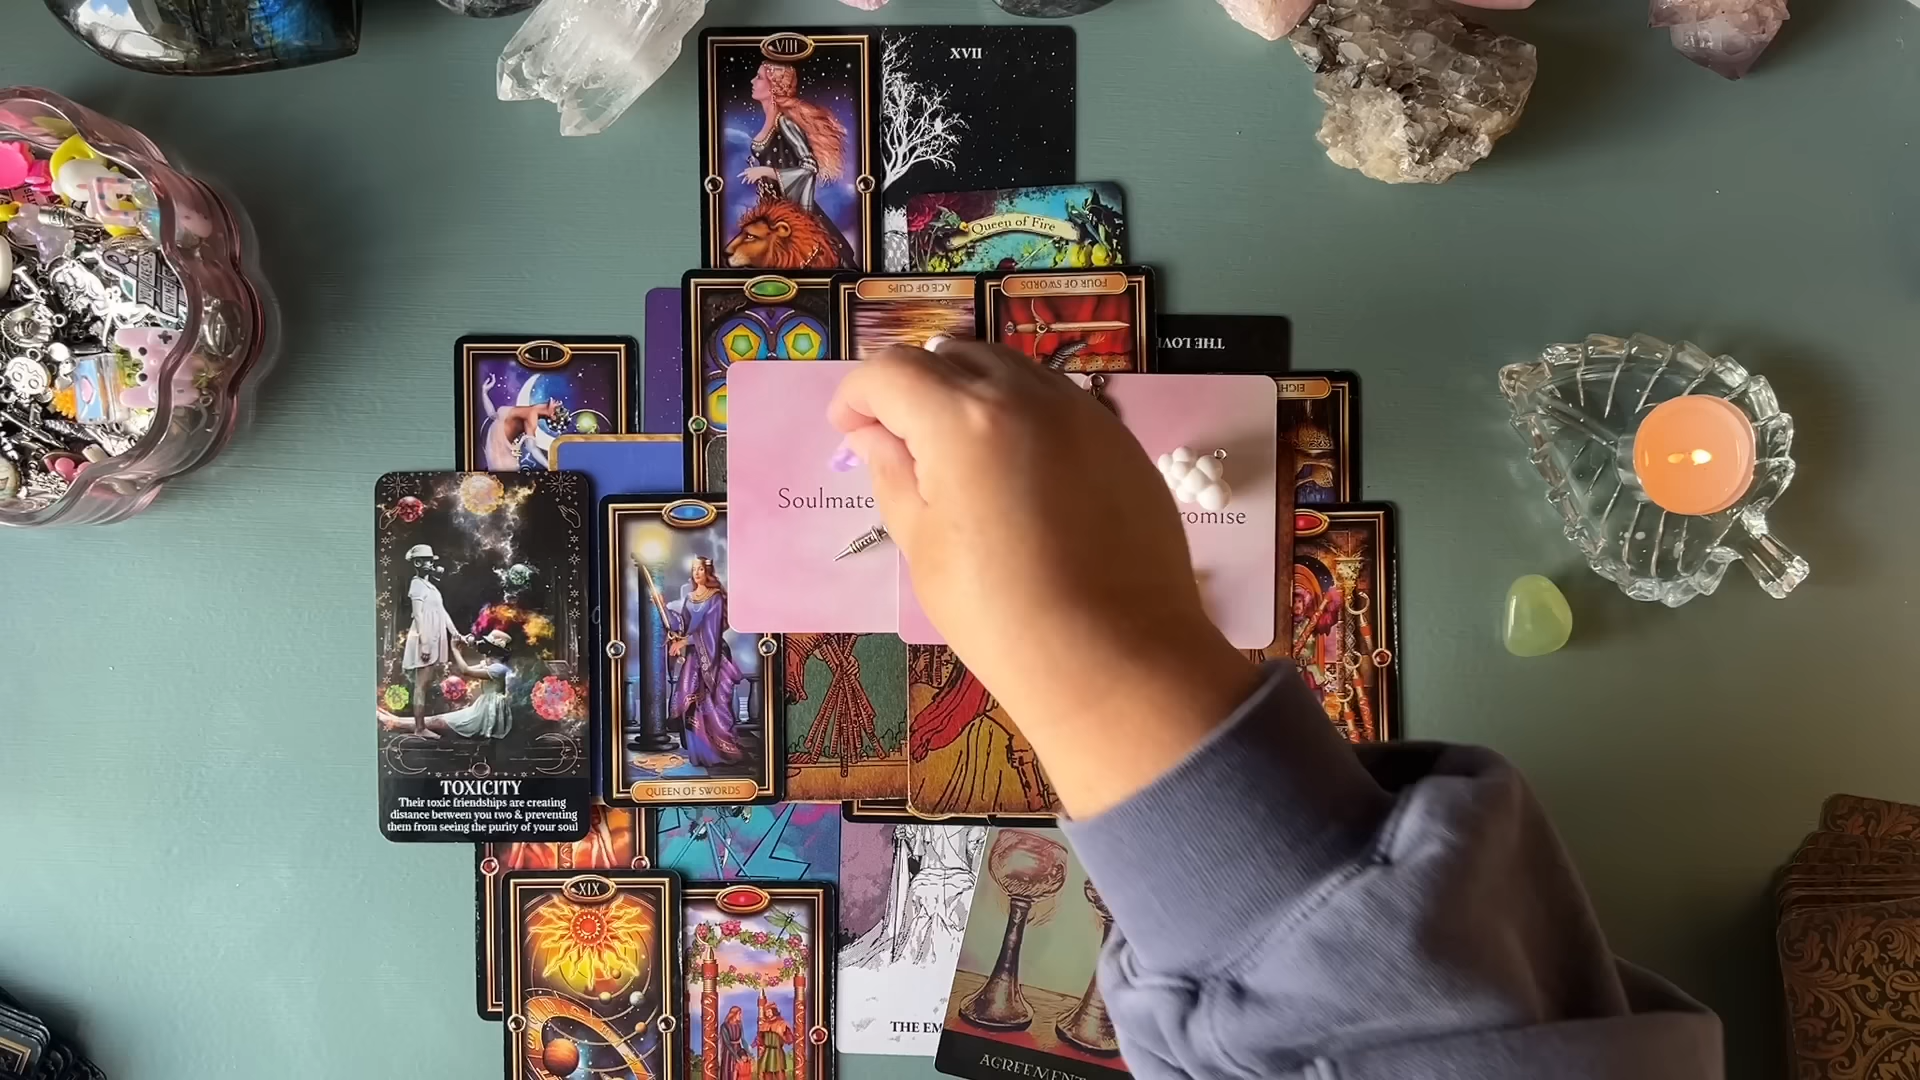 VIII
XVII
Queen of Fire
ACE OF CUPS
FOUR OF SWORDS
THE LOV
II
EIGH
Soulmate
romise
QUEEN OF SWORDS
TOXICITY
Their toxic friendships are creating
distance between you two & preventing
them from seeing the purity of your soul
XIX
THE EM
AGREEMENT